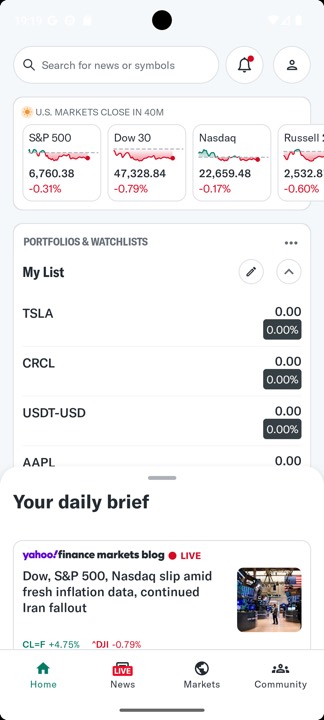 10:19
Search for news or symbols
U.S. MARKETS CLOSE IN 40M
S&P 500
6,760.38
-0.31%
Dow 30
47,328.84
-0.79%
Nasdaq
22,659.48
-0.17%
Russell 2
2,532.8
-0.60%
PORTFOLIOS & WATCHLISTS
My List
TSLA 0.00
0.00%
CRCL 0.00
0.00%
USDT-USD 0.00
0.00%
AAPL 0.00
Your daily brief
yahoo!finance markets blog LIVE
Dow, S&P 500, Nasdaq slip amid
fresh inflation data, continued
Iran fallout
CL=F +4.75% ^DJI -0.79%
LIVE
Home News Markets Community